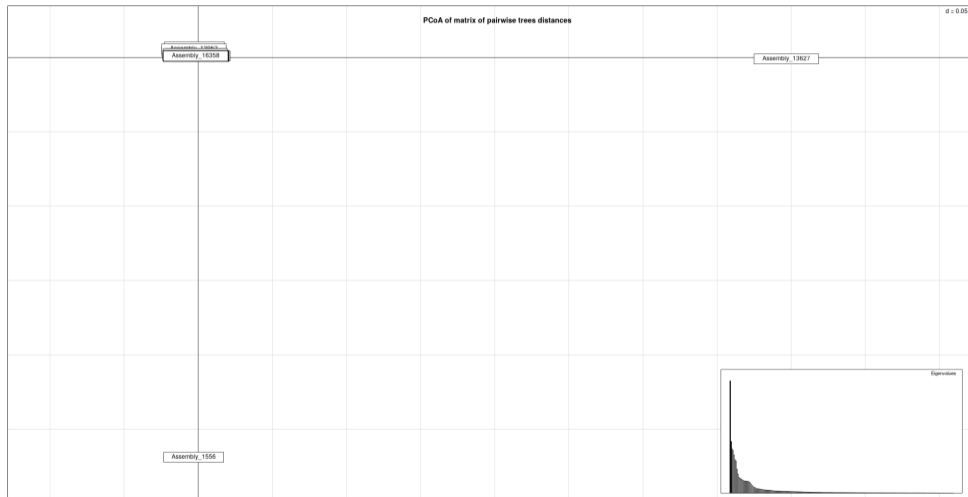 d = 0.05
PCoA of matrix of pairwise trees distances
Assembly_16358
Assembly_13627
Eigenvalues
Assembly_1556